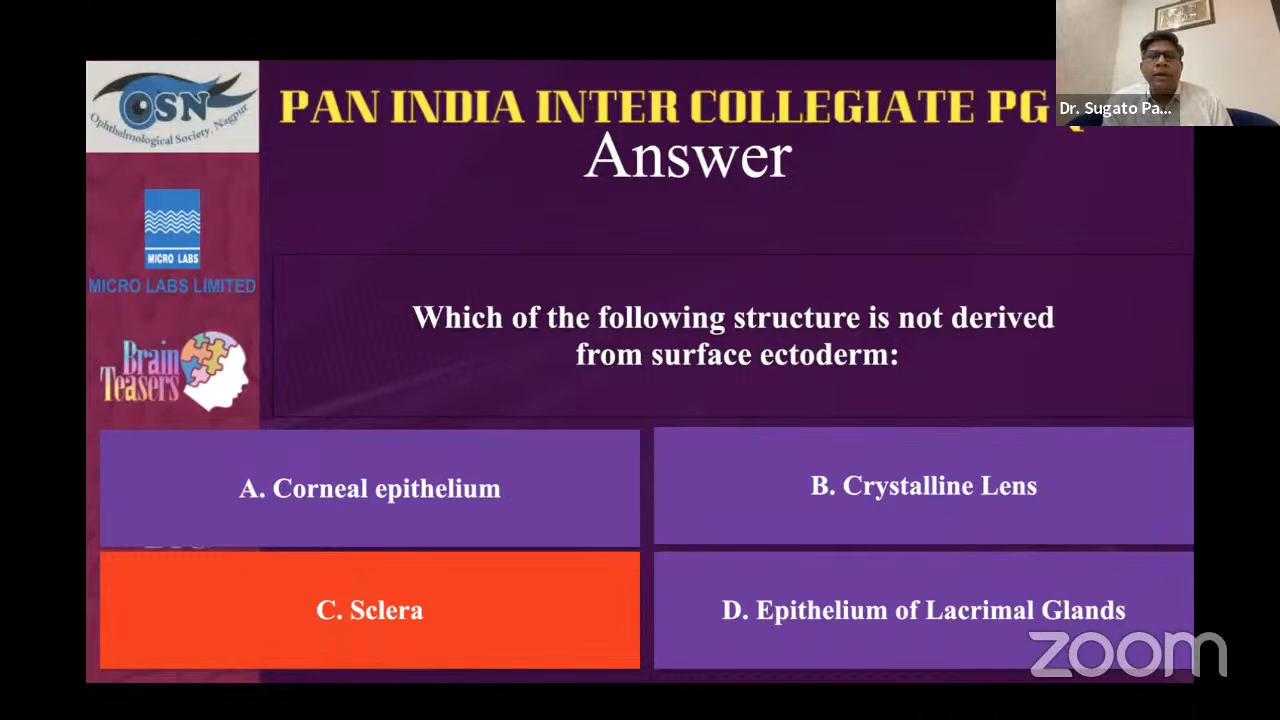 OSN
Ophthalmological Society, Nagpur
PAN INDIA INTER COLLEGIATE PG
Dr. Sugato Pa...
Answer
MICRO LABS
MICRO LABS LIMITED
Brain
Teasers
Which of the following structure is not derived
from surface ectoderm:
A. Corneal epithelium
B. Crystalline Lens
C. Sclera
D. Epithelium of Lacrimal Glands
zoom